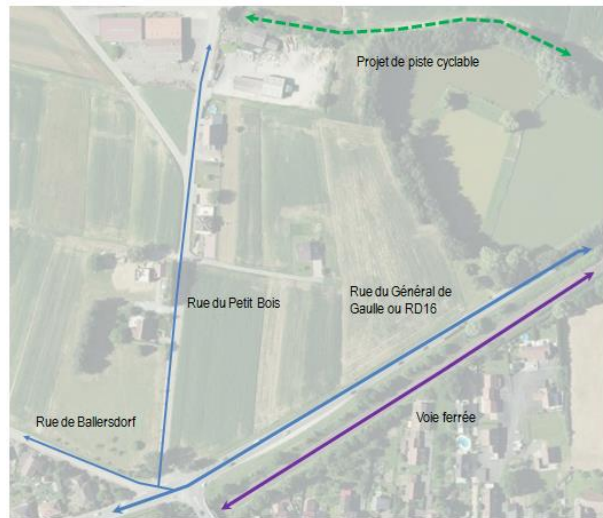 Projet de piste cyclable
Rue du Petit Bois
Rue du Général de
Gaulle ou RD16
Rue de Ballersdorf
Voie ferrée